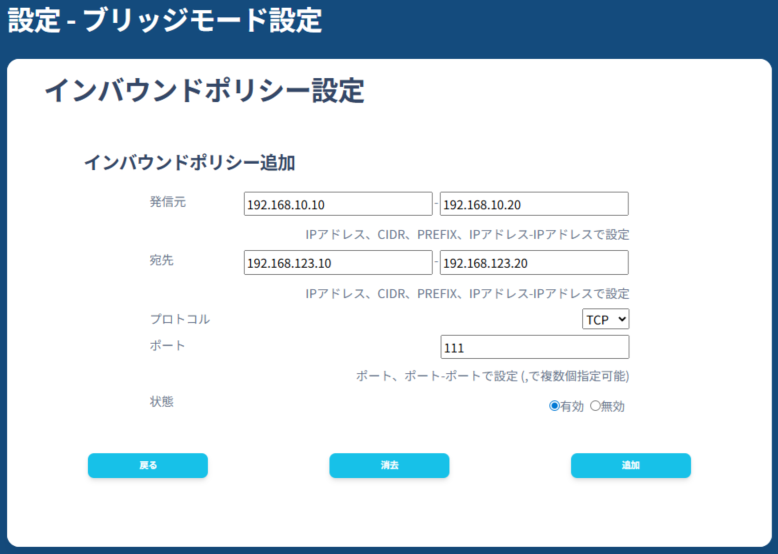 設定 - ブリッジモード設定
インバウンドポリシー設定
インバウンドポリシー追加
発信元 192.168.10.10 - 192.168.10.20
IPアドレス、CIDR、PREFIX、IPアドレス-IPアドレスで設定
宛先 192.168.123.10 - 192.168.123.20
IPアドレス、CIDR、PREFIX、IPアドレス-IPアドレスで設定
プロトコル TCP
ポート 111
ポート、ポート-ポートで設定 (,で複数個指定可能)
状態 有効 無効
戻る 消去 追加